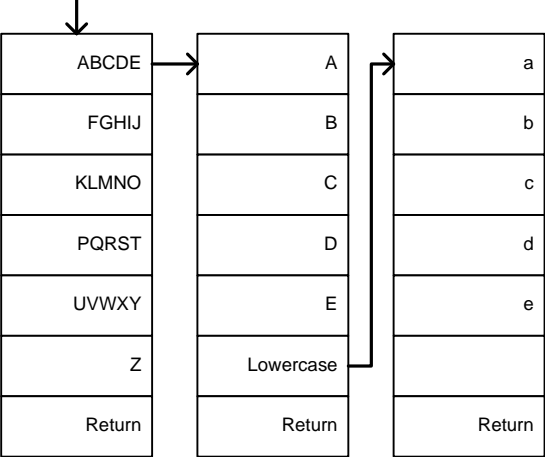 ABCDE
FGHIJ
KLMNO
PQRST
UVWXY
Z
Return
A
B
C
D
E
Lowercase
Return
a
b
c
d
e
Return